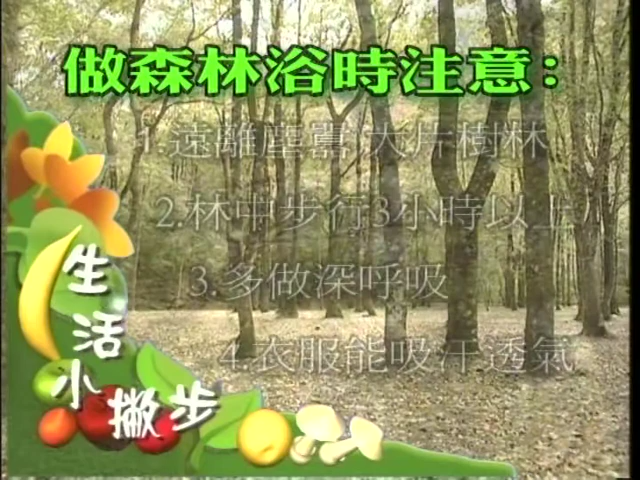 做森林浴時注意:
1.遠離塵囂 大片樹林
2.林中步行3小時以上
3.多做深呼吸
4.衣服能吸汗透氣
生活小撇步